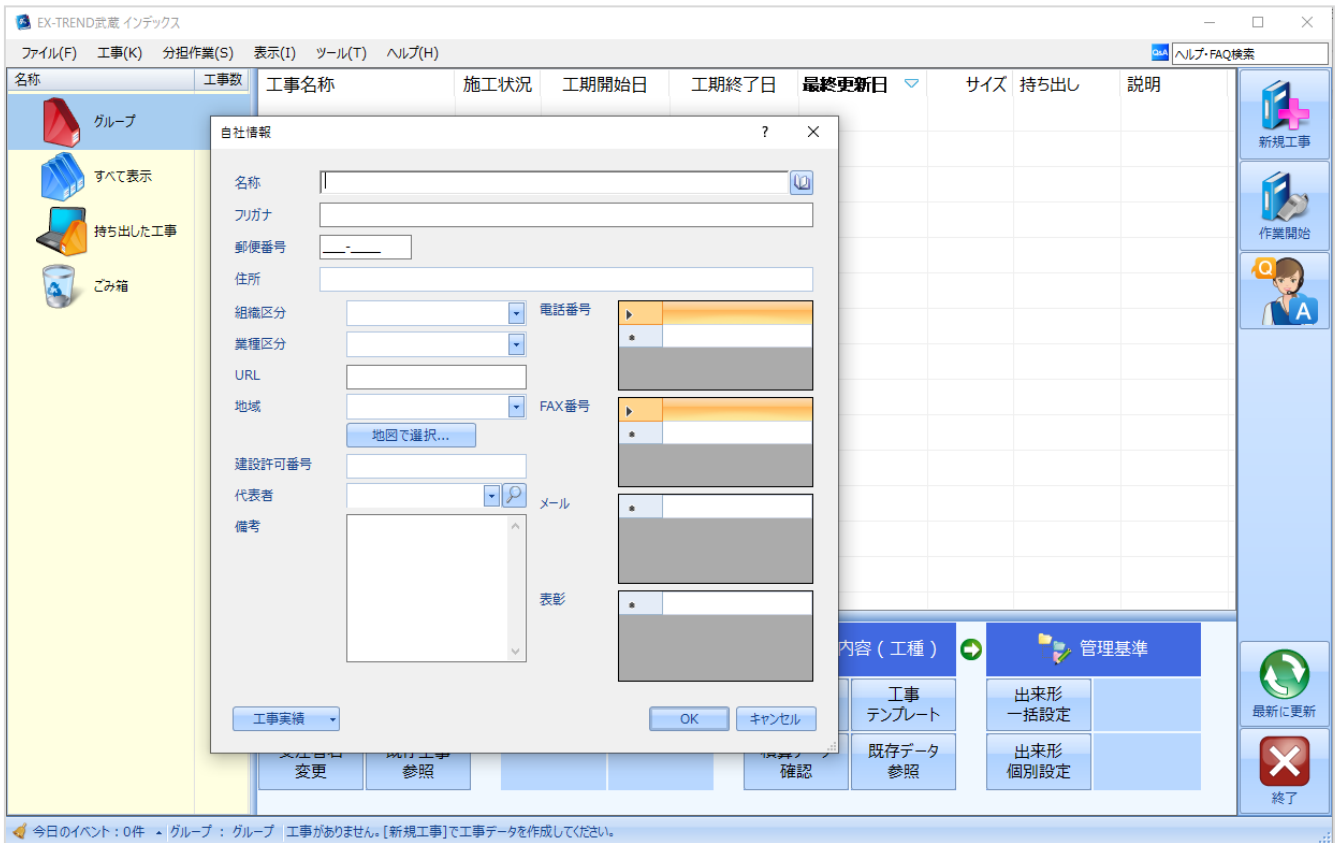 EX-TREND武蔵 インデックス
ファイル(F) 工事(K) 分担作業(S) 表示(I) ツール(T) ヘルプ(H)
Q&A ヘルプ・FAQ検索
名称 工事数 工事名称 施工状況 工期開始日 工期終了日 最終更新日 サイズ 持ち出し 説明
グループ
すべて表示
持ち出した工事
ごみ箱
自社情報
名称
フリガナ
郵便番号 ___-____
住所
組織区分
業種区分
URL
地域
地図で選択...
建設許可番号
代表者
備考
電話番号
FAX番号
メール
表彰
工事実績
OK キャンセル
新規工事
作業開始
Q
A
最新に更新
終了
内容(工種) 管理基準
工事
テンプレート
出来形
一括設定
変更
参照
確認
既存データ
参照
出来形
個別設定
今日のイベント:0件 グループ : グループ 工事がありません。[新規工事]で工事データを作成してください。